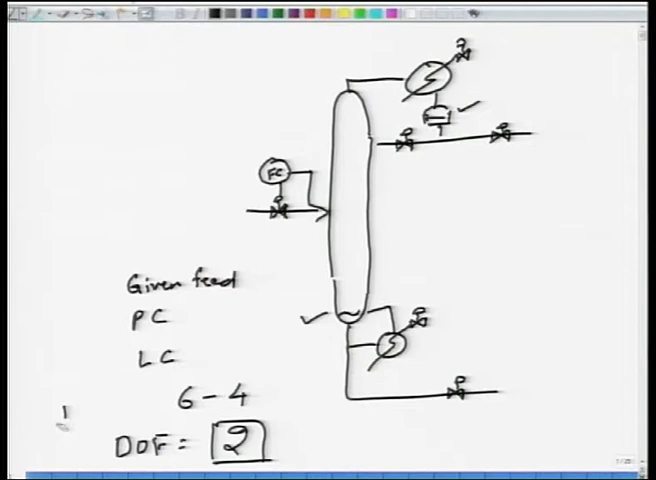 FC
Given feed
PC
LC
6 - 4
DOF = 2